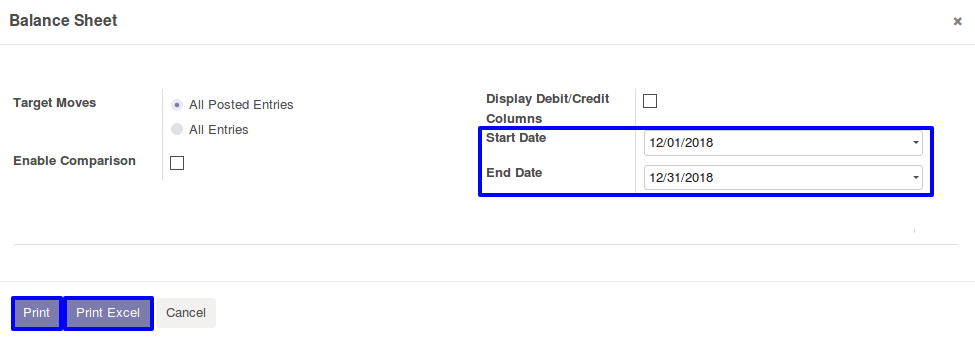 Balance Sheet
×
Target Moves
All Posted Entries
All Entries
Enable Comparison
Display Debit/Credit
Columns
Start Date
12/01/2018
End Date
12/31/2018
Print
Print Excel
Cancel